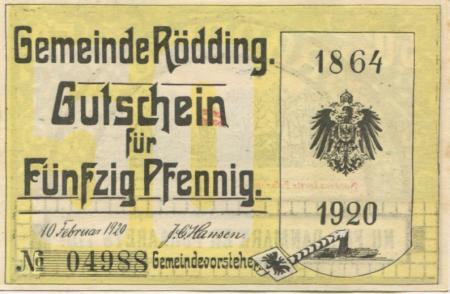 Gemeinde Rödding.
Gutschein
für
Fünfzig Pfennig.
10 Februar 1920 J.C. Hansen
No 04988 Gemeindevorsteher
1864
1920